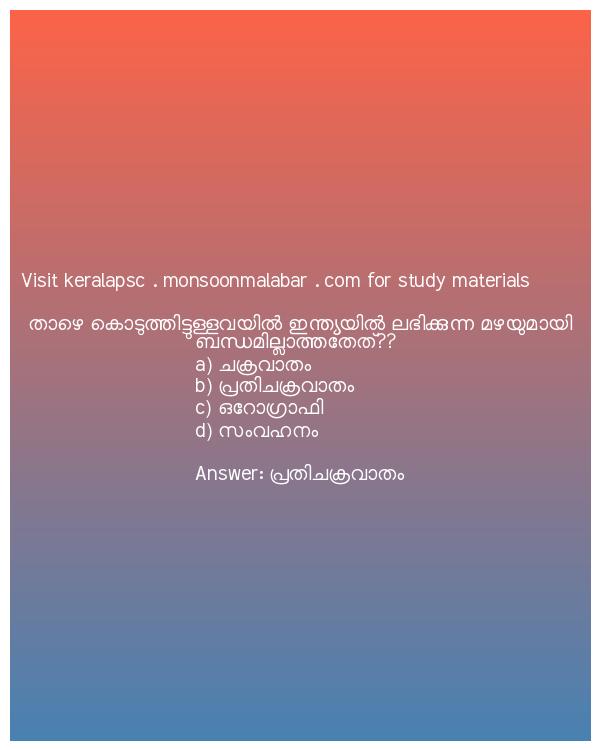 Visit keralapsc . monsoonmalabar . com for study materials
താഴെ കൊടുത്തിട്ടുള്ളവയിൽ ഇന്ത്യയിൽ ലഭിക്കുന്ന മഴയുമായി
ബന്ധമില്ലാത്തതേത്??
a) ചക്രവാതം
b) പ്രതിചക്രവാതം
c) ഒറോഗ്രാഫി
d) സംവഹനം
Answer: പ്രതിചക്രവാതം